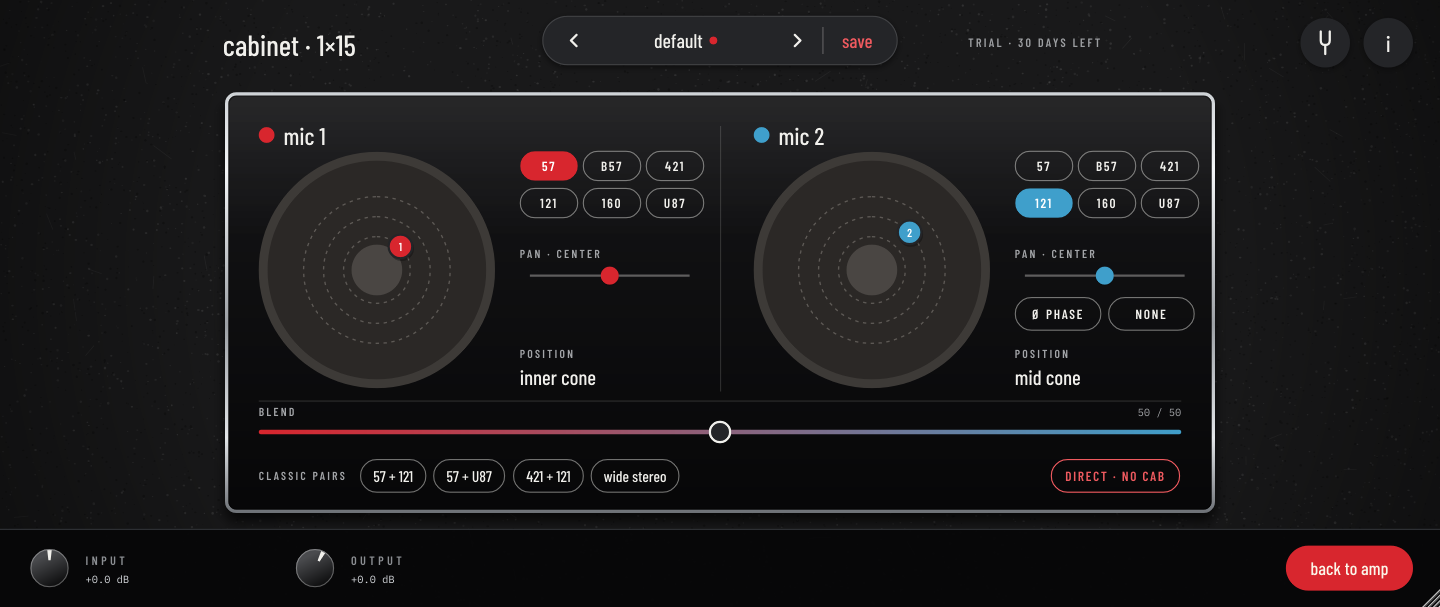 cabinet · 1×15
default
save
TRIAL · 30 DAYS LEFT
i
mic 1
57 B57 421
121 160 U87
1
PAN · CENTER
POSITION
inner cone
mic 2
57 B57 421
121 160 U87
2
PAN · CENTER
Ø PHASE NONE
POSITION
mid cone
BLEND 50 / 50
CLASSIC PAIRS 57 + 121 57 + U87 421 + 121 wide stereo DIRECT · NO CAB
INPUT
+0.0 dB
OUTPUT
+0.0 dB
back to amp